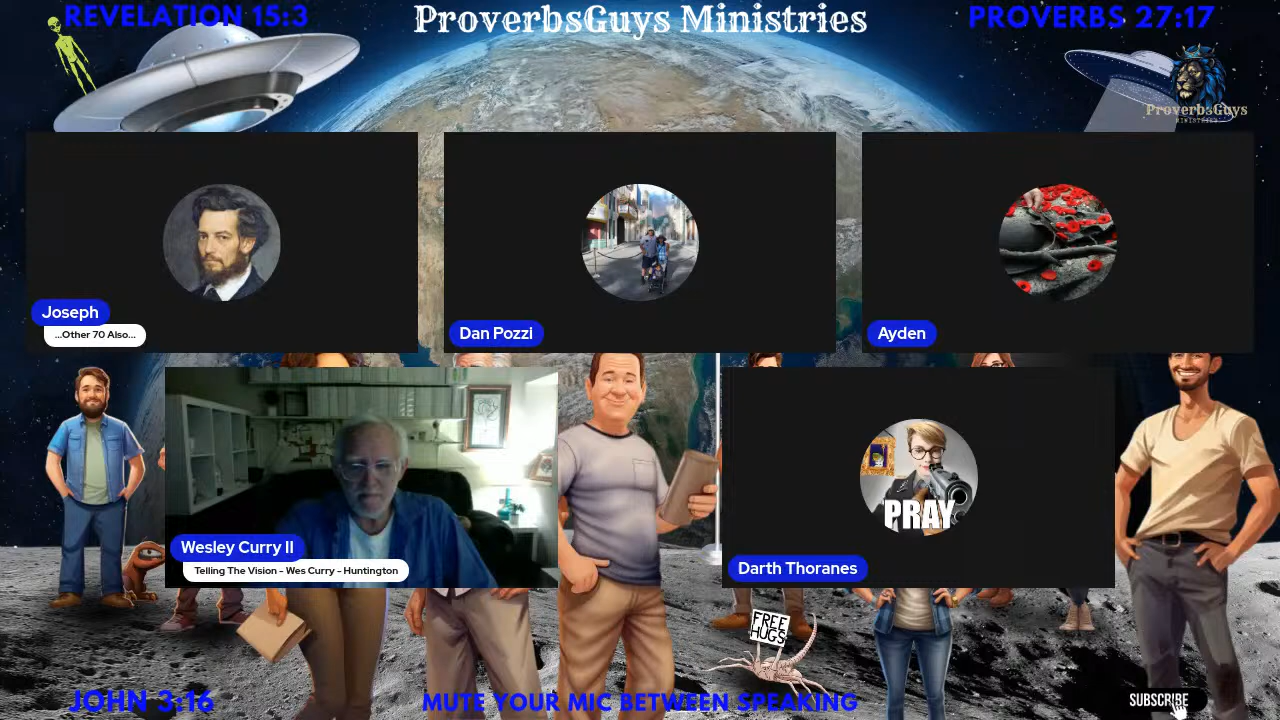 REVELATION 15:3
ProverbsGuys Ministries
PROVERBS 27:17
ProverbsGuys
MINISTRIES
Joseph
...Other 70 Also...
Dan Pozzi
Ayden
Wesley Curry II
Telling The Vision - Wes Curry - Huntington
PRAY
Darth Thoranes
FREE
HUGS
JOHN 3:16
MUTE YOUR MIC BETWEEN SPEAKING
SUBSCRIBE